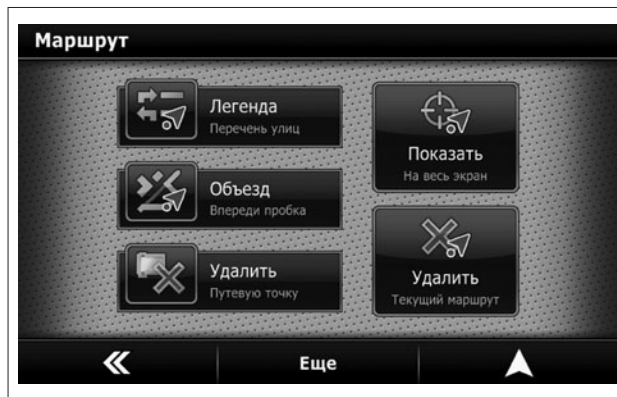 Маршрут
Легенда
Перечень улиц
Объезд
Впереди пробка
Удалить
Путевую точку
Показать
На весь экран
Удалить
Текущий маршрут
Еще